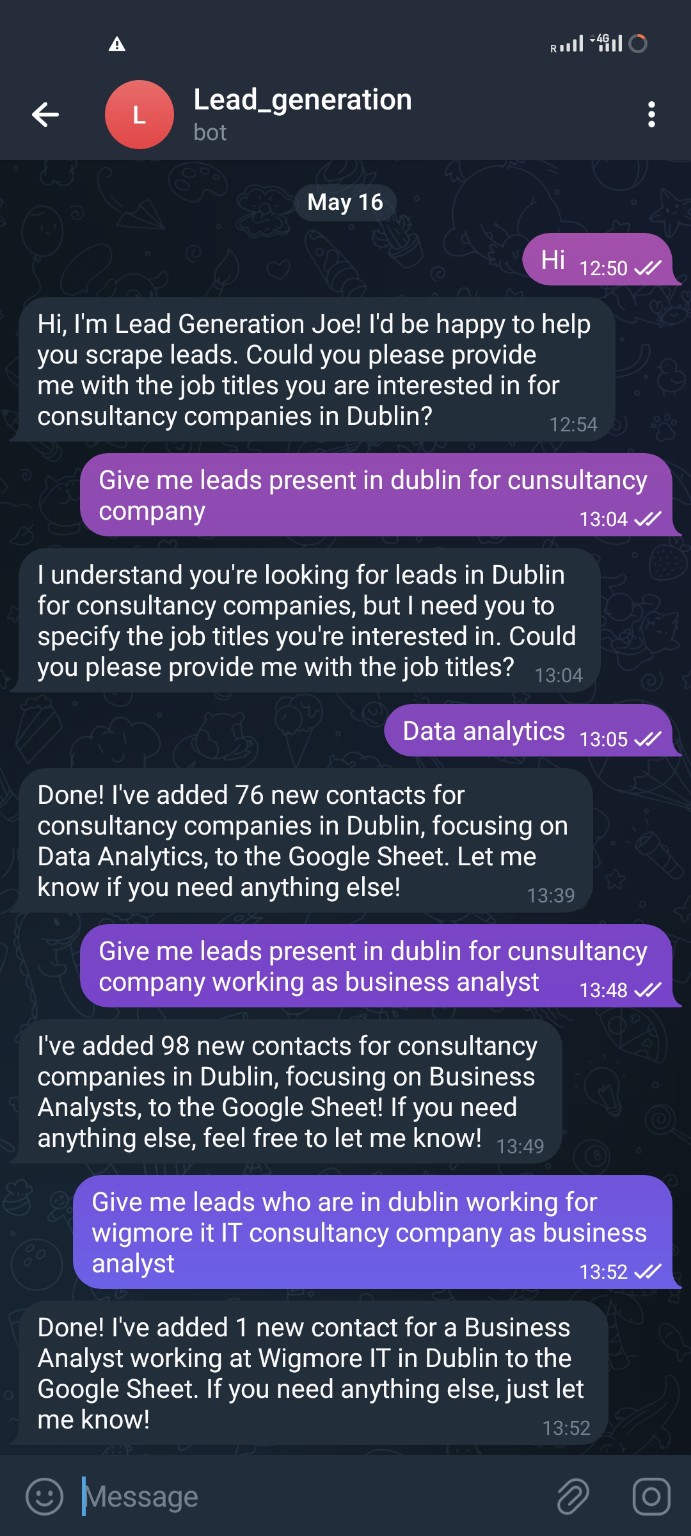 R 4G
L
Lead_generation
bot
May 16
Hi 12:50
Hi, I'm Lead Generation Joe! I'd be happy to help
you scrape leads. Could you please provide
me with the job titles you are interested in for
consultancy companies in Dublin? 12:54
Give me leads present in dublin for cunsultancy
company 13:04
I understand you're looking for leads in Dublin
for consultancy companies, but I need you to
specify the job titles you're interested in. Could
you please provide me with the job titles? 13:04
Data analytics 13:05
Done! I've added 76 new contacts for
consultancy companies in Dublin, focusing on
Data Analytics, to the Google Sheet. Let me
know if you need anything else! 13:39
Give me leads present in dublin for cunsultancy
company working as business analyst 13:48
I've added 98 new contacts for consultancy
companies in Dublin, focusing on Business
Analysts, to the Google Sheet! If you need
anything else, feel free to let me know! 13:49
Give me leads who are in dublin working for
wigmore it IT consultancy company as business
analyst 13:52
Done! I've added 1 new contact for a Business
Analyst working at Wigmore IT in Dublin to the
Google Sheet. If you need anything else, just let
me know! 13:52
Message